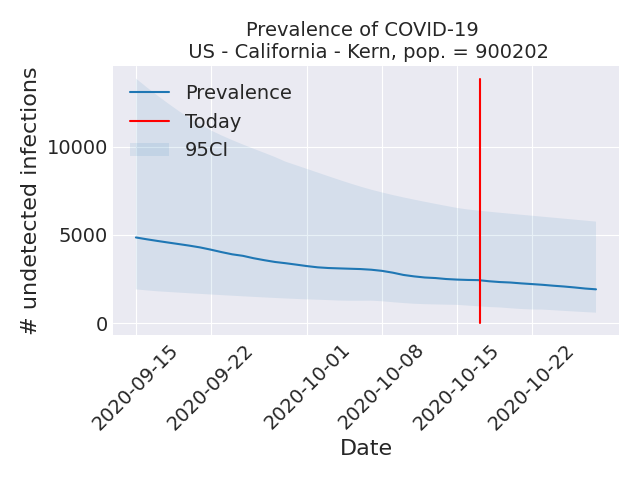 Prevalence of COVID-19
US - California - Kern, pop. = 900202
# undetected infections
10000
5000
0
Prevalence
Today
95CI
2020-09-15
2020-09-22
2020-10-01
2020-10-08
2020-10-15
2020-10-22
Date